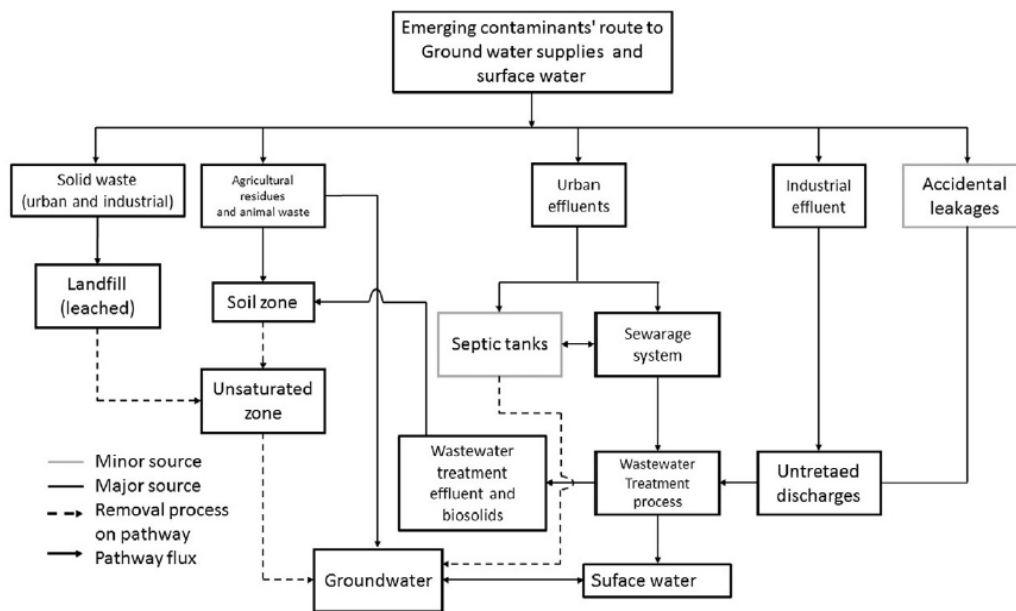 Emerging contaminants' route to
Ground water supplies and
surface water
Solid waste
(urban and industrial)
Agricultural
residues
and animal waste
Urban
effluents
Industrial
effluent
Accidental
leakages
Landfill
(leached)
Soil zone
Septic tanks
Sewarage
system
Unsaturated
zone
Wastewater
treatment
effluent and
biosolids
Wastewater
Treatment
process
Untretaed
discharges
Minor source
Major source
Removal process
on pathway
Pathway flux
Groundwater
Suface water